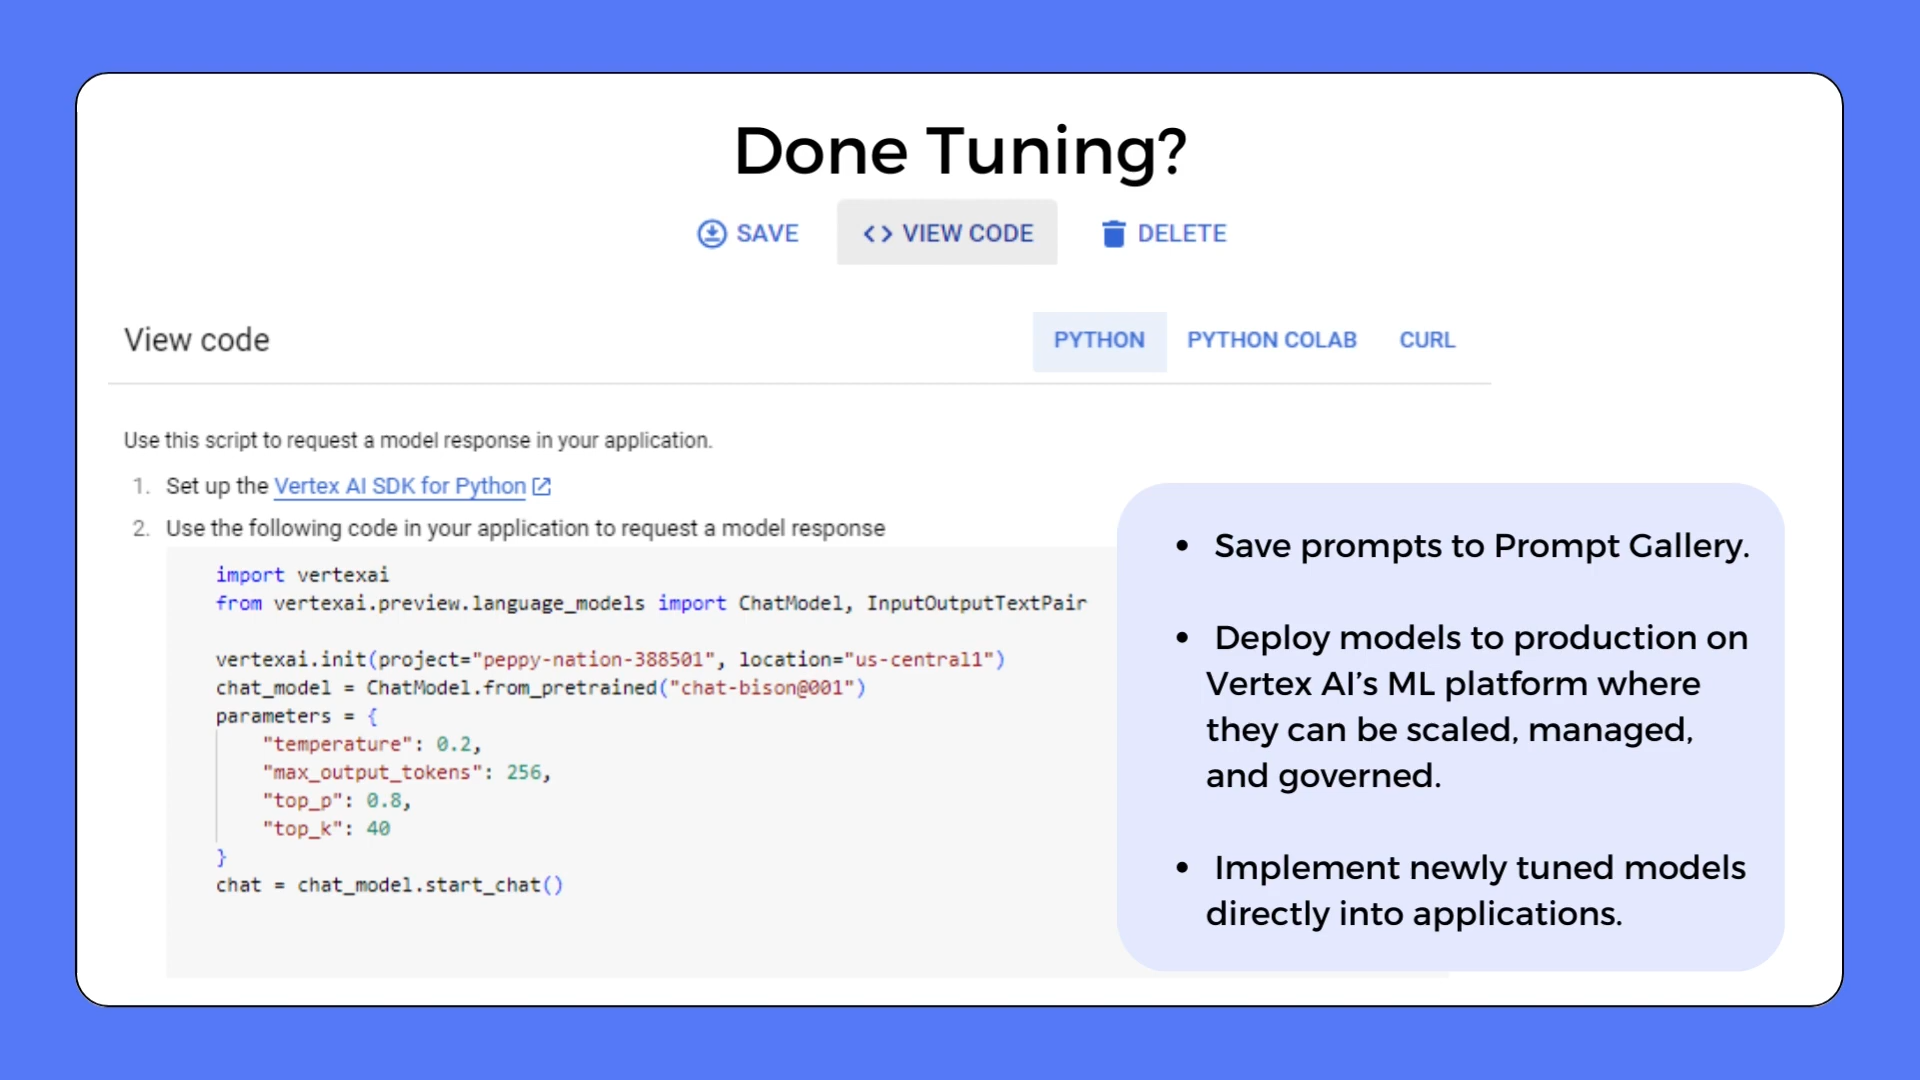 Done Tuning?
SAVE <> VIEW CODE DELETE
View code PYTHON PYTHON COLAB CURL
Use this script to request a model response in your application.
1. Set up the Vertex AI SDK for Python
2. Use the following code in your application to request a model response
import vertexai
from vertexai.preview.language_models import ChatModel, InputOutputTextPair
vertexai.init(project="peppy-nation-388501", location="us-central1")
chat_model = ChatModel.from_pretrained("chat-bison@001")
parameters = {
"temperature": 0.2,
"max_output_tokens": 256,
"top_p": 0.8,
"top_k": 40
}
chat = chat_model.start_chat()
• Save prompts to Prompt Gallery.
• Deploy models to production on
Vertex AI’s ML platform where
they can be scaled, managed,
and governed.
• Implement newly tuned models
directly into applications.